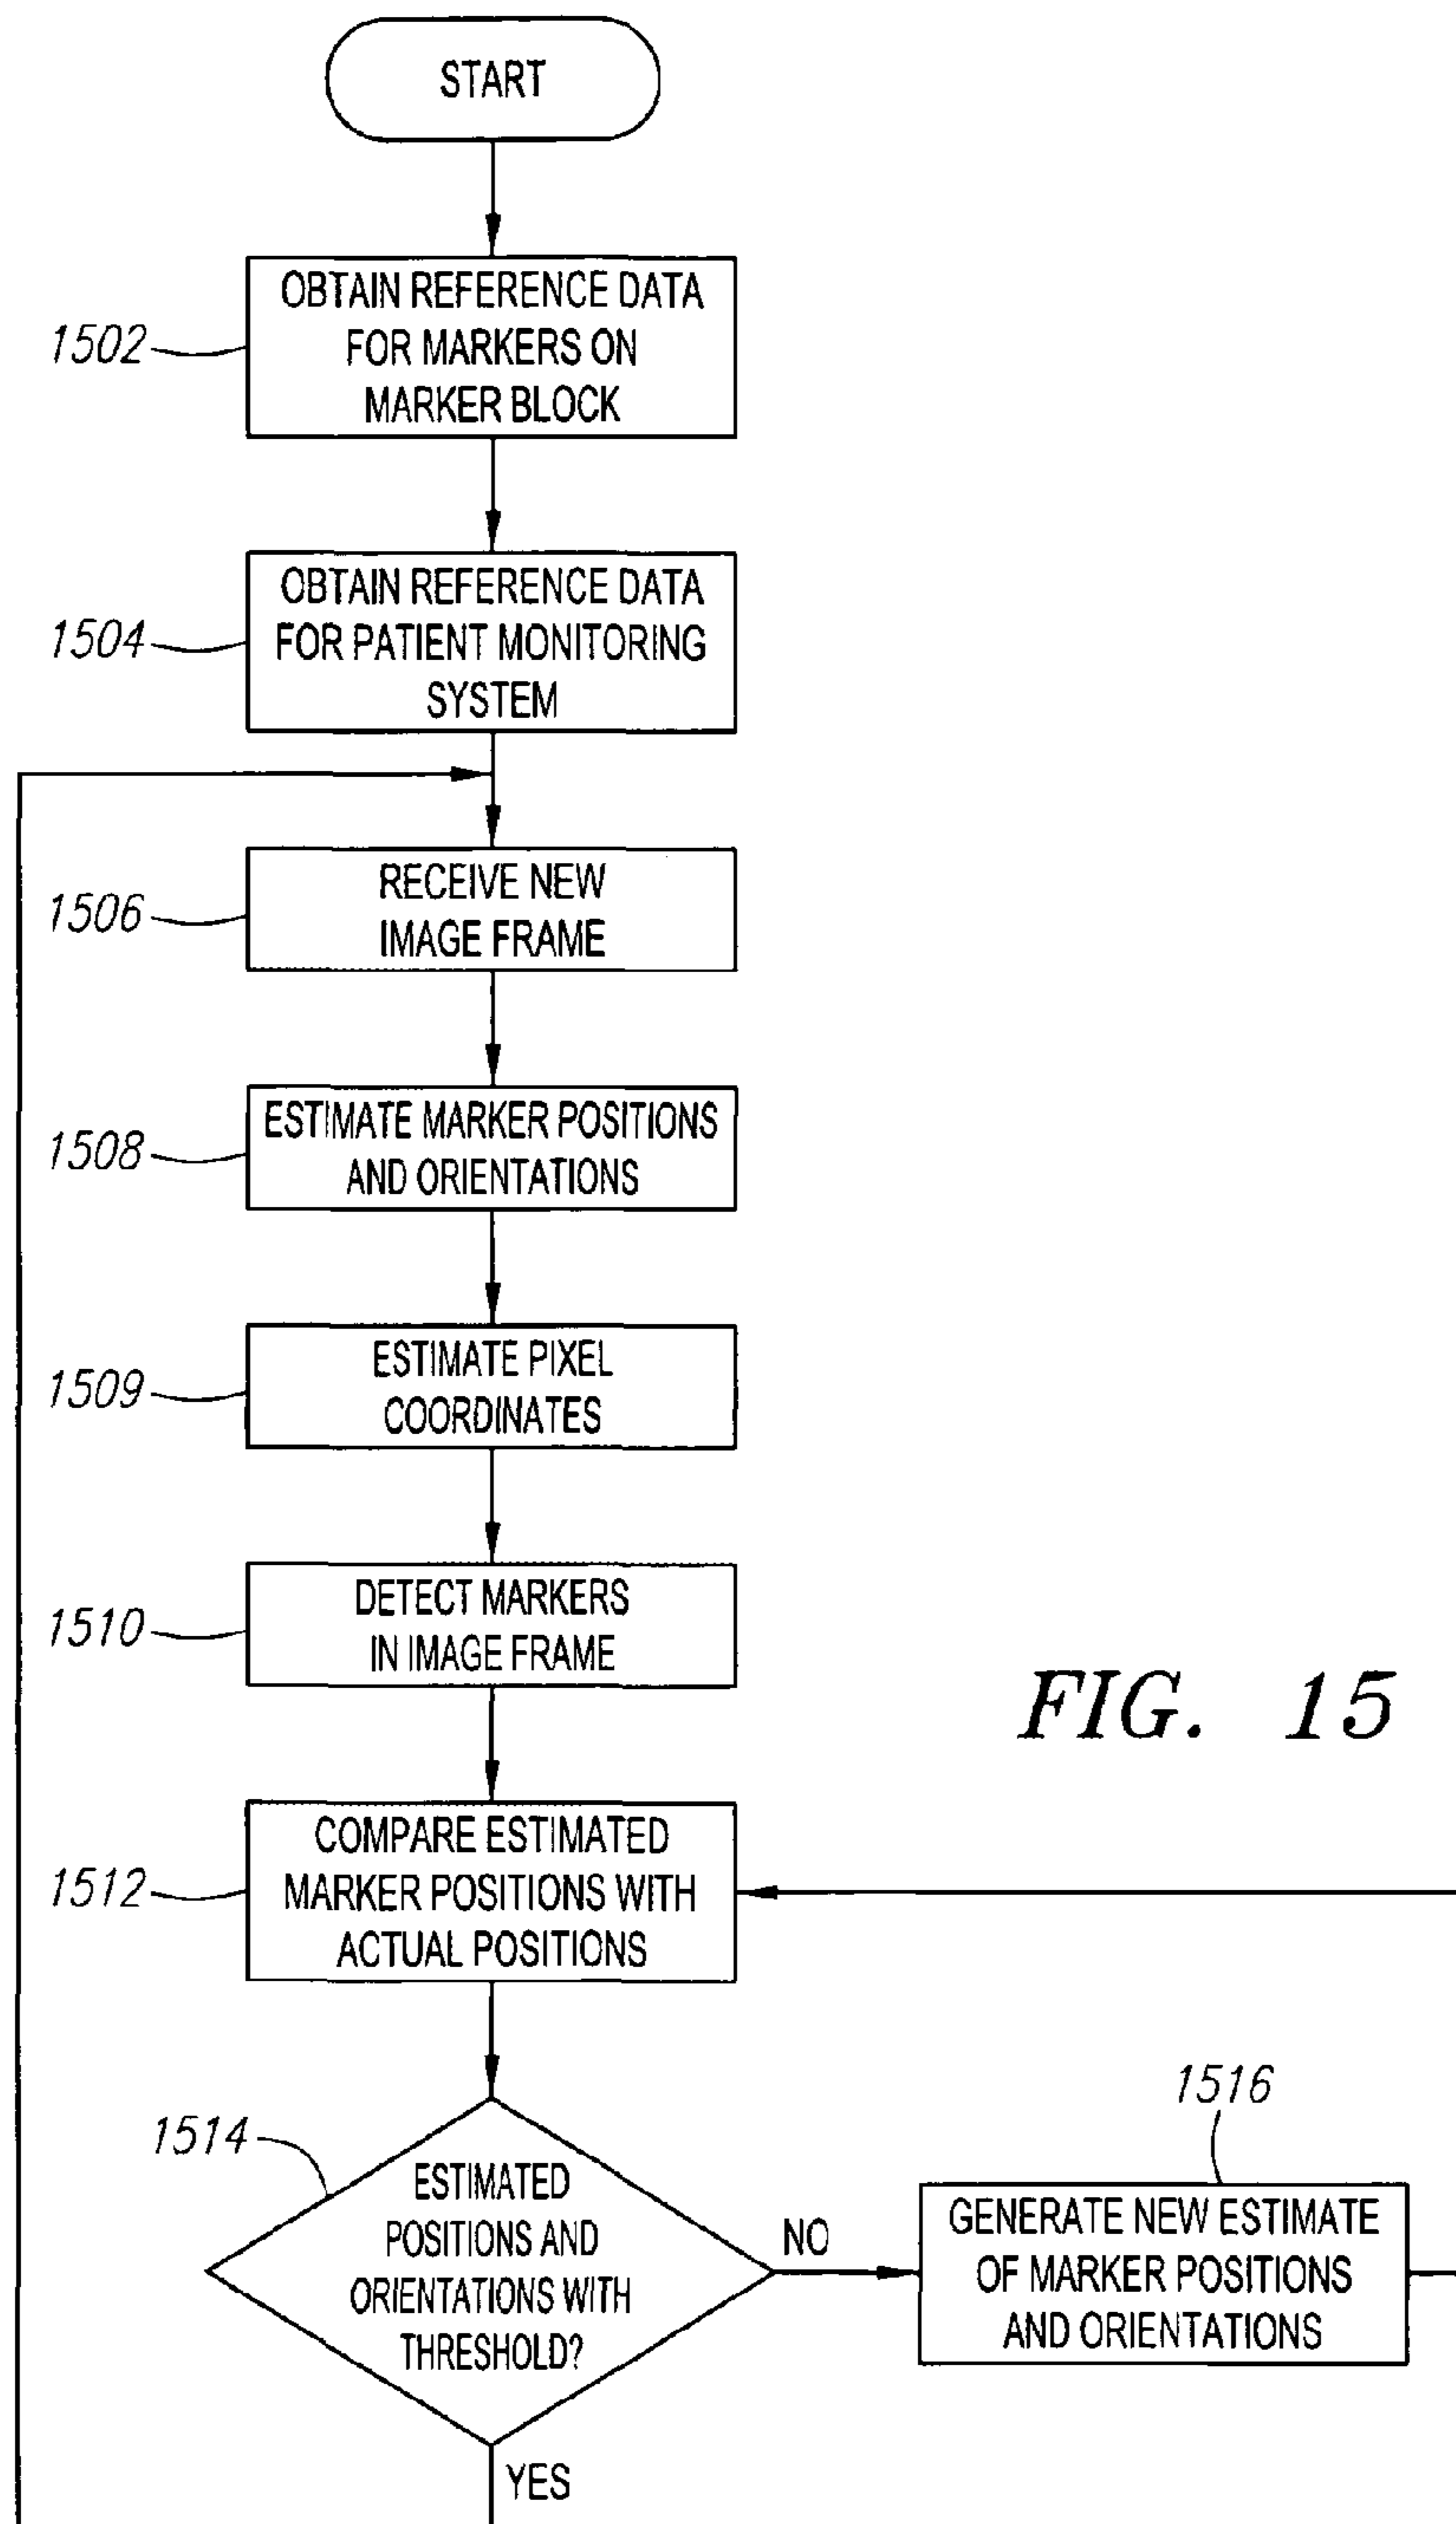 START
OBTAIN REFERENCE DATA
FOR MARKERS ON
MARKER BLOCK
1502
OBTAIN REFERENCE DATA
FOR PATIENT MONITORING
SYSTEM
1504
RECEIVE NEW
IMAGE FRAME
1506
ESTIMATE MARKER POSITIONS
AND ORIENTATIONS
1508
ESTIMATE PIXEL
COORDINATES
1509
DETECT MARKERS
IN IMAGE FRAME
1510
FIG. 15
COMPARE ESTIMATED
MARKER POSITIONS WITH
ACTUAL POSITIONS
1512
1514
ESTIMATED
POSITIONS AND
ORIENTATIONS WITH
THRESHOLD?
NO
1516
GENERATE NEW ESTIMATE
OF MARKER POSITIONS
AND ORIENTATIONS
YES